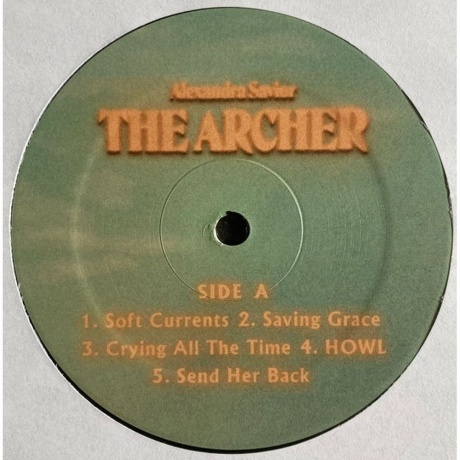 Alexandra Savior
THE ARCHER
SIDE A
1. Soft Currents 2. Saving Grace
3. Crying All The Time 4. HOWL
5. Send Her Back